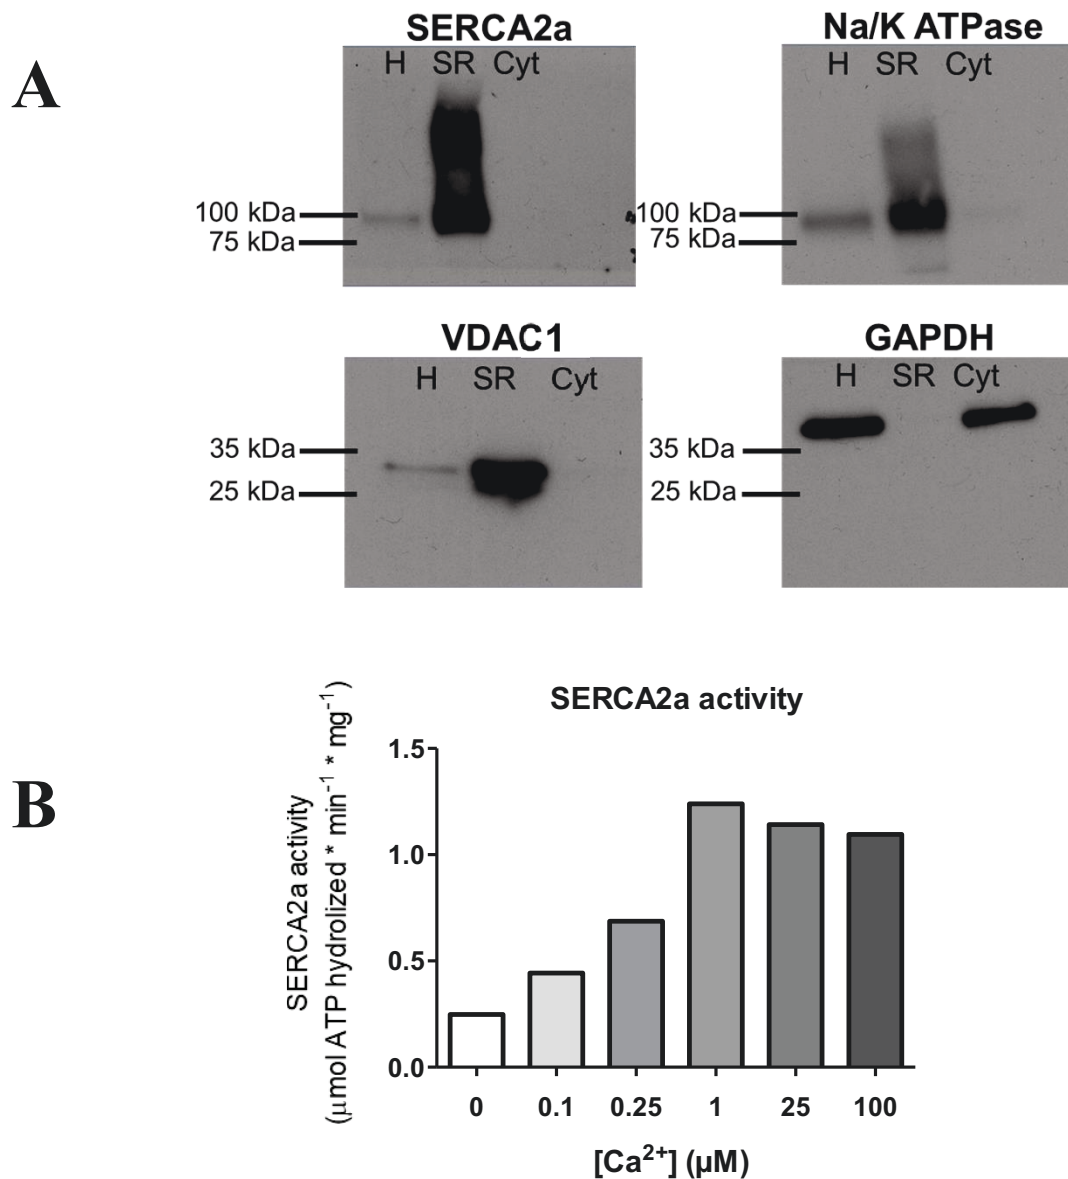 A
SERCA2a
H SR Cyt
100 kDa
75 kDa
Na/K ATPase
H SR Cyt
100 kDa
75 kDa
VDAC1
H SR Cyt
35 kDa
25 kDa
GAPDH
H SR Cyt
35 kDa
25 kDa
B
SERCA2a activity
SERCA2a activity
(µmol ATP hydrolized * min⁻¹ * mg⁻¹)
1.5
1.0
0.5
0.0
0 0.1 0.25 1 25 100
[Ca²⁺] (µM)